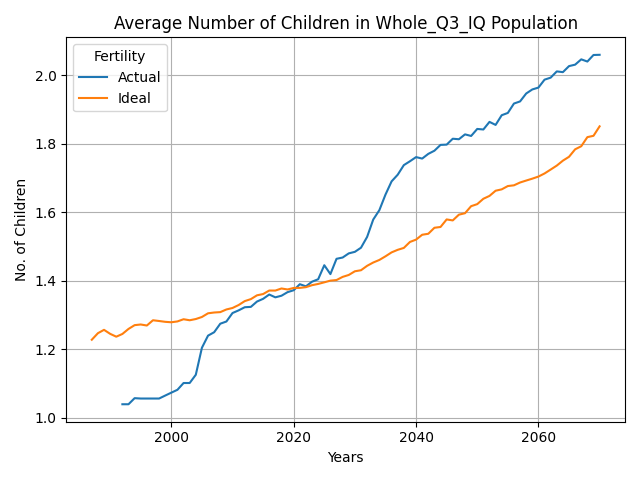 Average Number of Children in Whole_Q3_IQ Population
Fertility
Actual
Ideal
No. of Children
2.0
1.8
1.6
1.4
1.2
1.0
2000 2020 2040 2060
Years